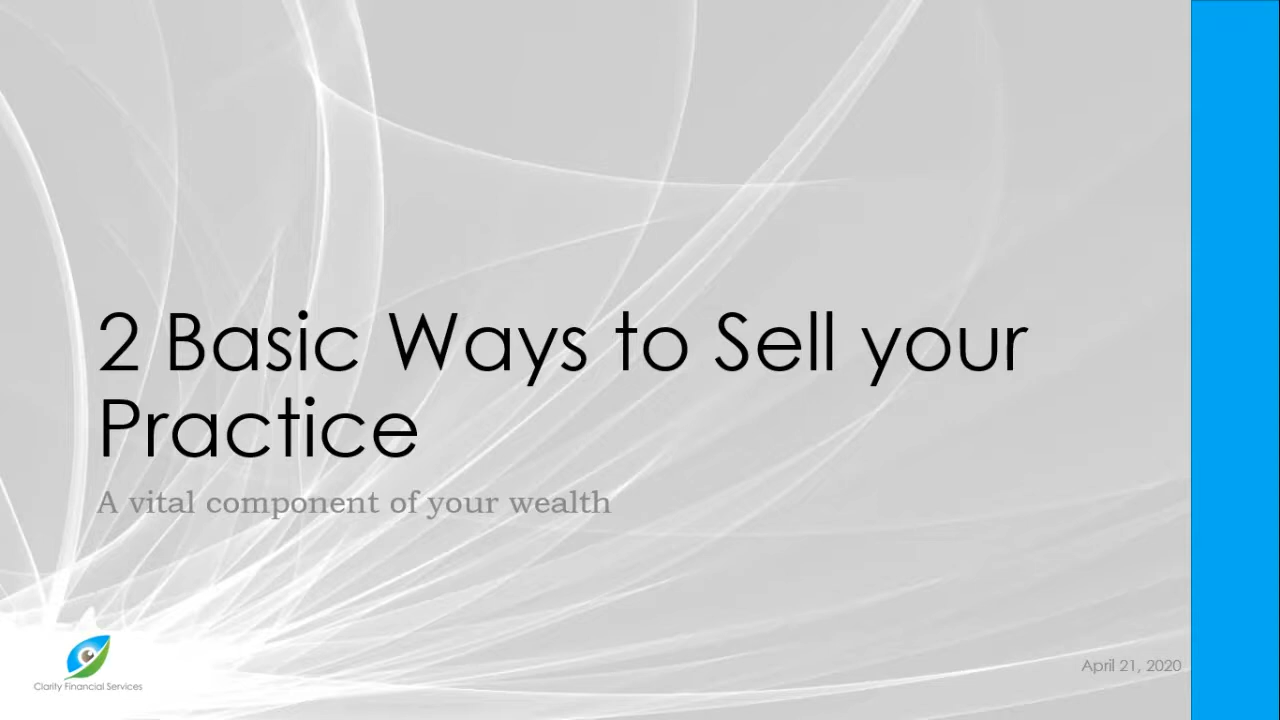 2 Basic Ways to Sell your
Practice
A vital component of your wealth
Clarity Financial Services
April 21, 2020